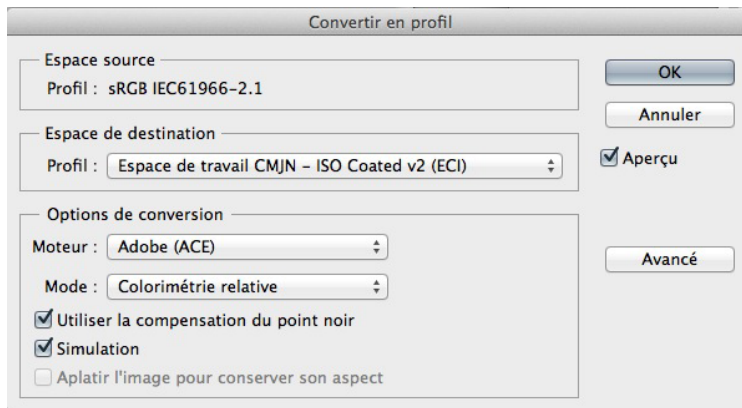 Convertir en profil
Espace source
Profil : sRGB IEC61966-2.1
OK
Annuler
Espace de destination
Profil : Espace de travail CMJN - ISO Coated v2 (ECI)
Aperçu
Options de conversion
Moteur : Adobe (ACE)
Avancé
Mode : Colorimétrie relative
Utiliser la compensation du point noir
Simulation
Aplatir l'image pour conserver son aspect